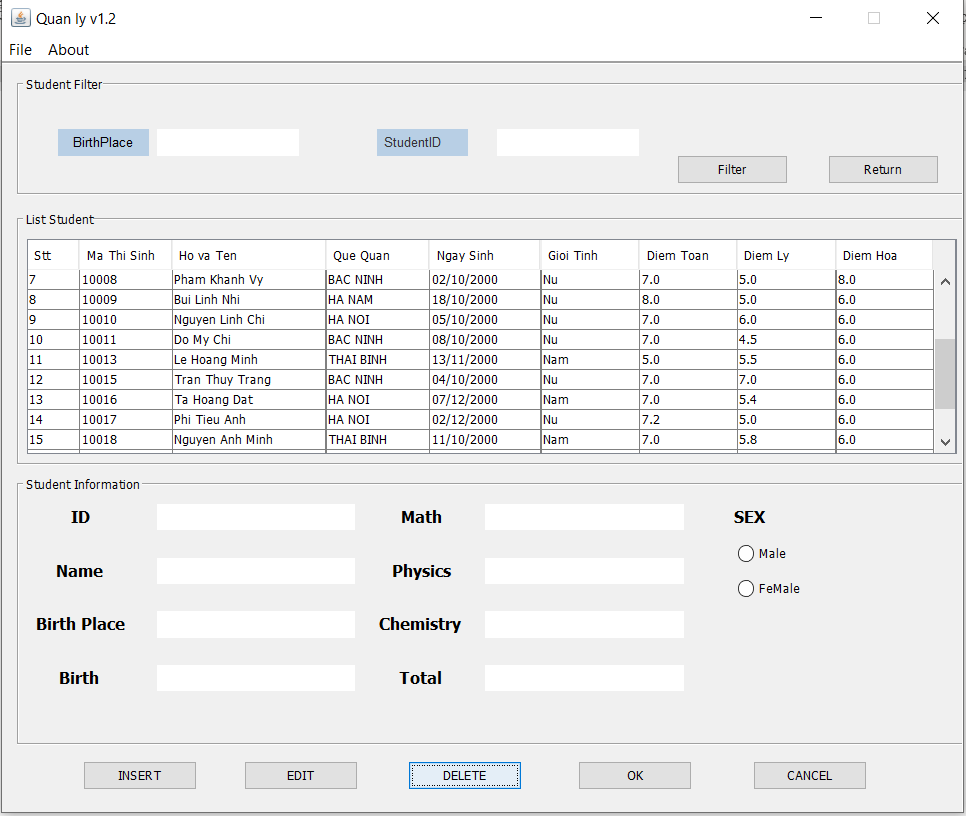 Quan ly v1.2
File About
Student Filter
BirthPlace StudentID
Filter Return
List Student
Stt Ma Thi Sinh Ho va Ten Que Quan Ngay Sinh Gioi Tinh Diem Toan Diem Ly Diem Hoa
7 10008 Pham Khanh Vy BAC NINH 02/10/2000 Nu 7.0 5.0 8.0
8 10009 Bui Linh Nhi HA NAM 18/10/2000 Nu 8.0 5.0 6.0
9 10010 Nguyen Linh Chi HA NOI 05/10/2000 Nu 7.0 6.0 6.0
10 10011 Do My Chi BAC NINH 08/10/2000 Nu 7.0 4.5 6.0
11 10013 Le Hoang Minh THAI BINH 13/11/2000 Nam 5.0 5.5 6.0
12 10015 Tran Thuy Trang BAC NINH 04/10/2000 Nu 7.0 7.0 6.0
13 10016 Ta Hoang Dat HA NOI 07/12/2000 Nam 7.0 5.4 6.0
14 10017 Phi Tieu Anh HA NOI 02/12/2000 Nu 7.2 5.0 6.0
15 10018 Nguyen Anh Minh THAI BINH 11/10/2000 Nam 7.0 5.8 6.0
Student Information
ID Math SEX
Male
Name Physics
FeMale
Birth Place Chemistry
Birth Total
INSERT EDIT DELETE OK CANCEL